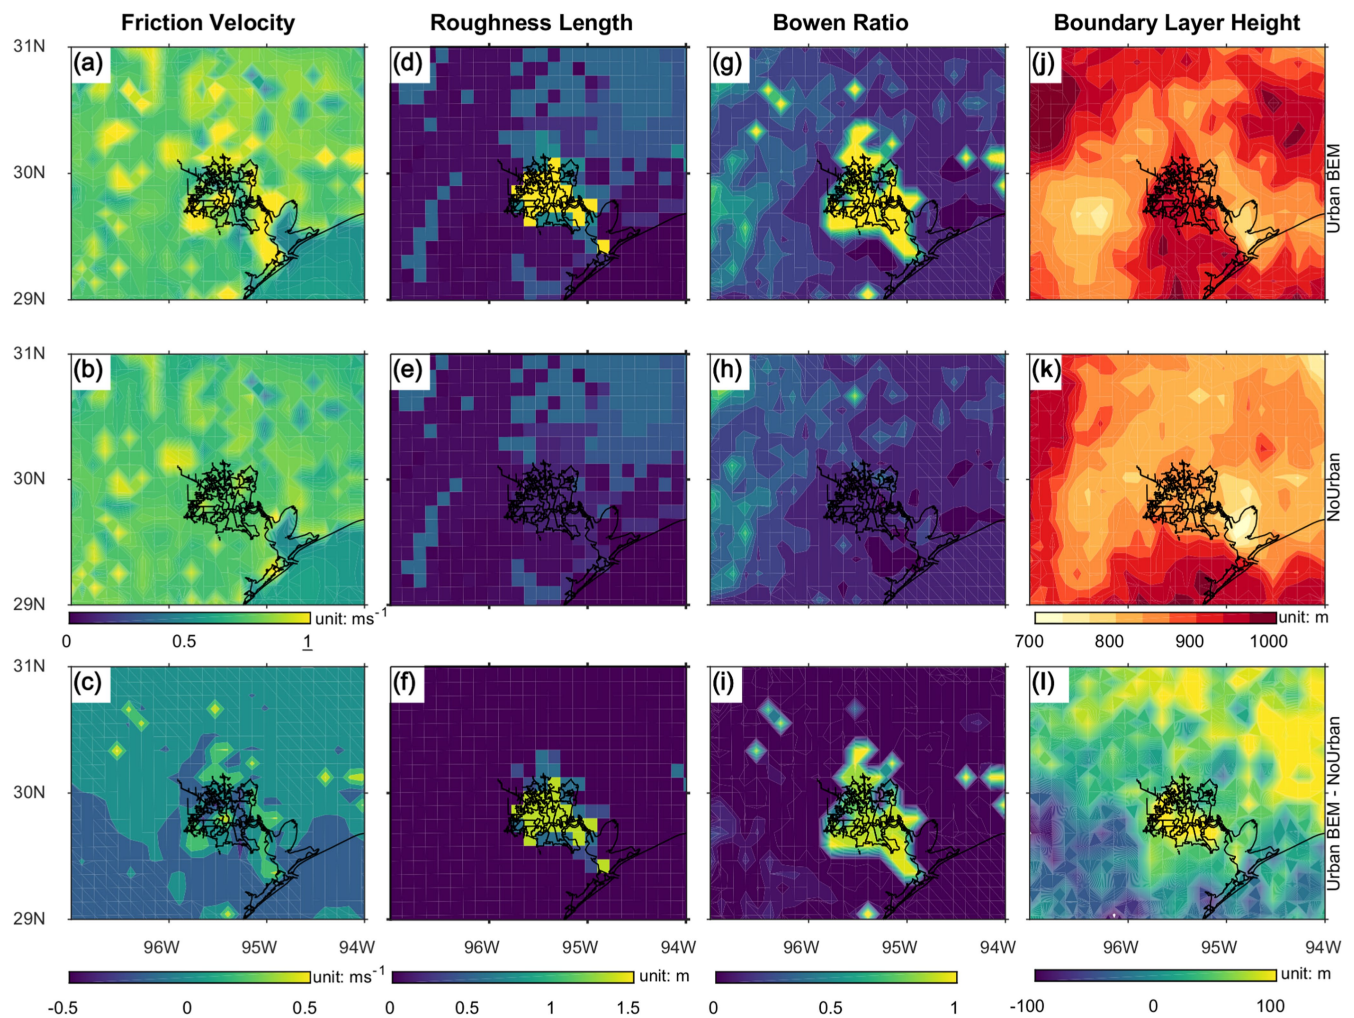 Friction Velocity Roughness Length Bowen Ratio Boundary Layer Height
31N (a) (d) (g) (j)
30N
29N
Urban BEM
31N (b) (e) (h) (k)
30N
29N
NoUrban
0 0.5 1 unit: ms-1
700 800 900 1000 unit: m
31N (c) (f) (i) (l)
30N
29N
Urban BEM - NoUrban
96W 95W 94W 96W 95W 94W 96W 95W 94W 96W 95W 94W
-0.5 0 0.5 unit: ms-1
0 0.5 1 1.5 unit: m
0 0.5 1
-100 0 100 unit: m